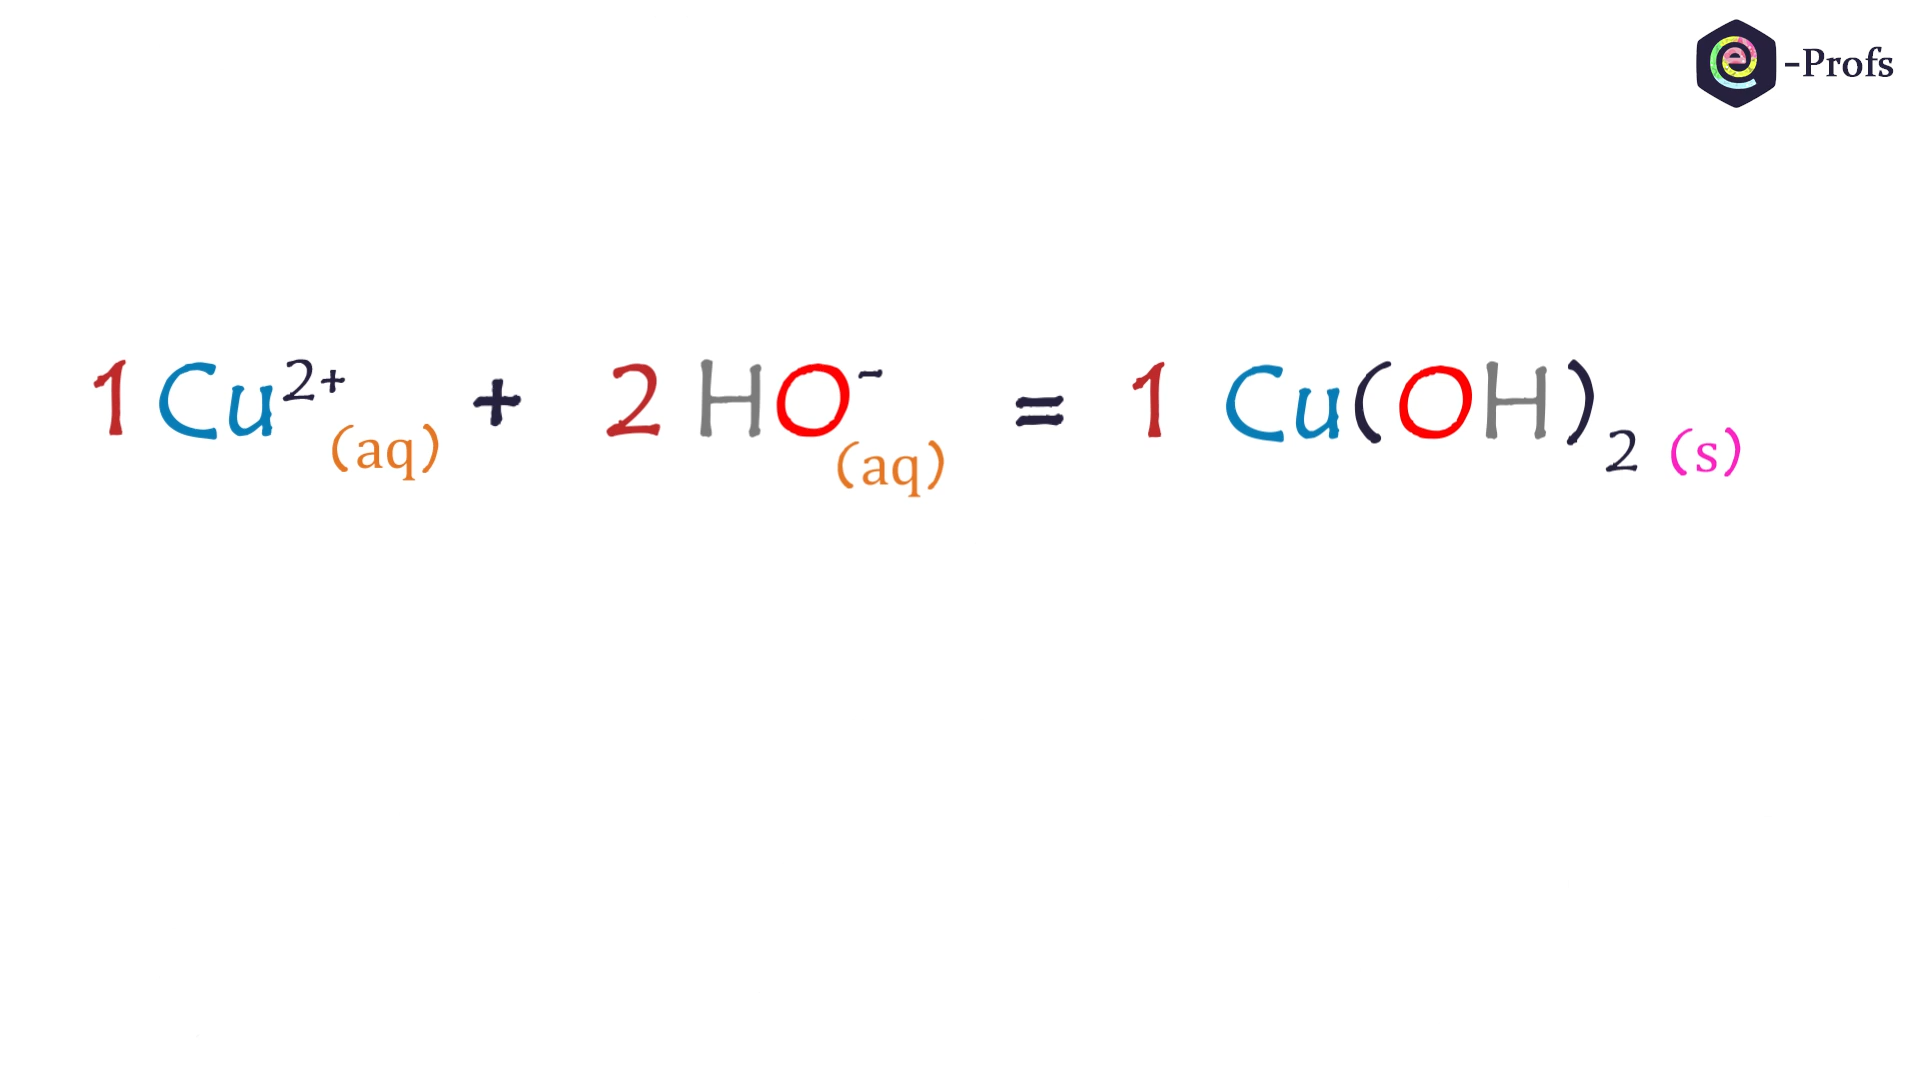 e-Profs
1 Cu²⁺(aq) + 2 HO⁻(aq) = 1 Cu(OH)₂ (s)